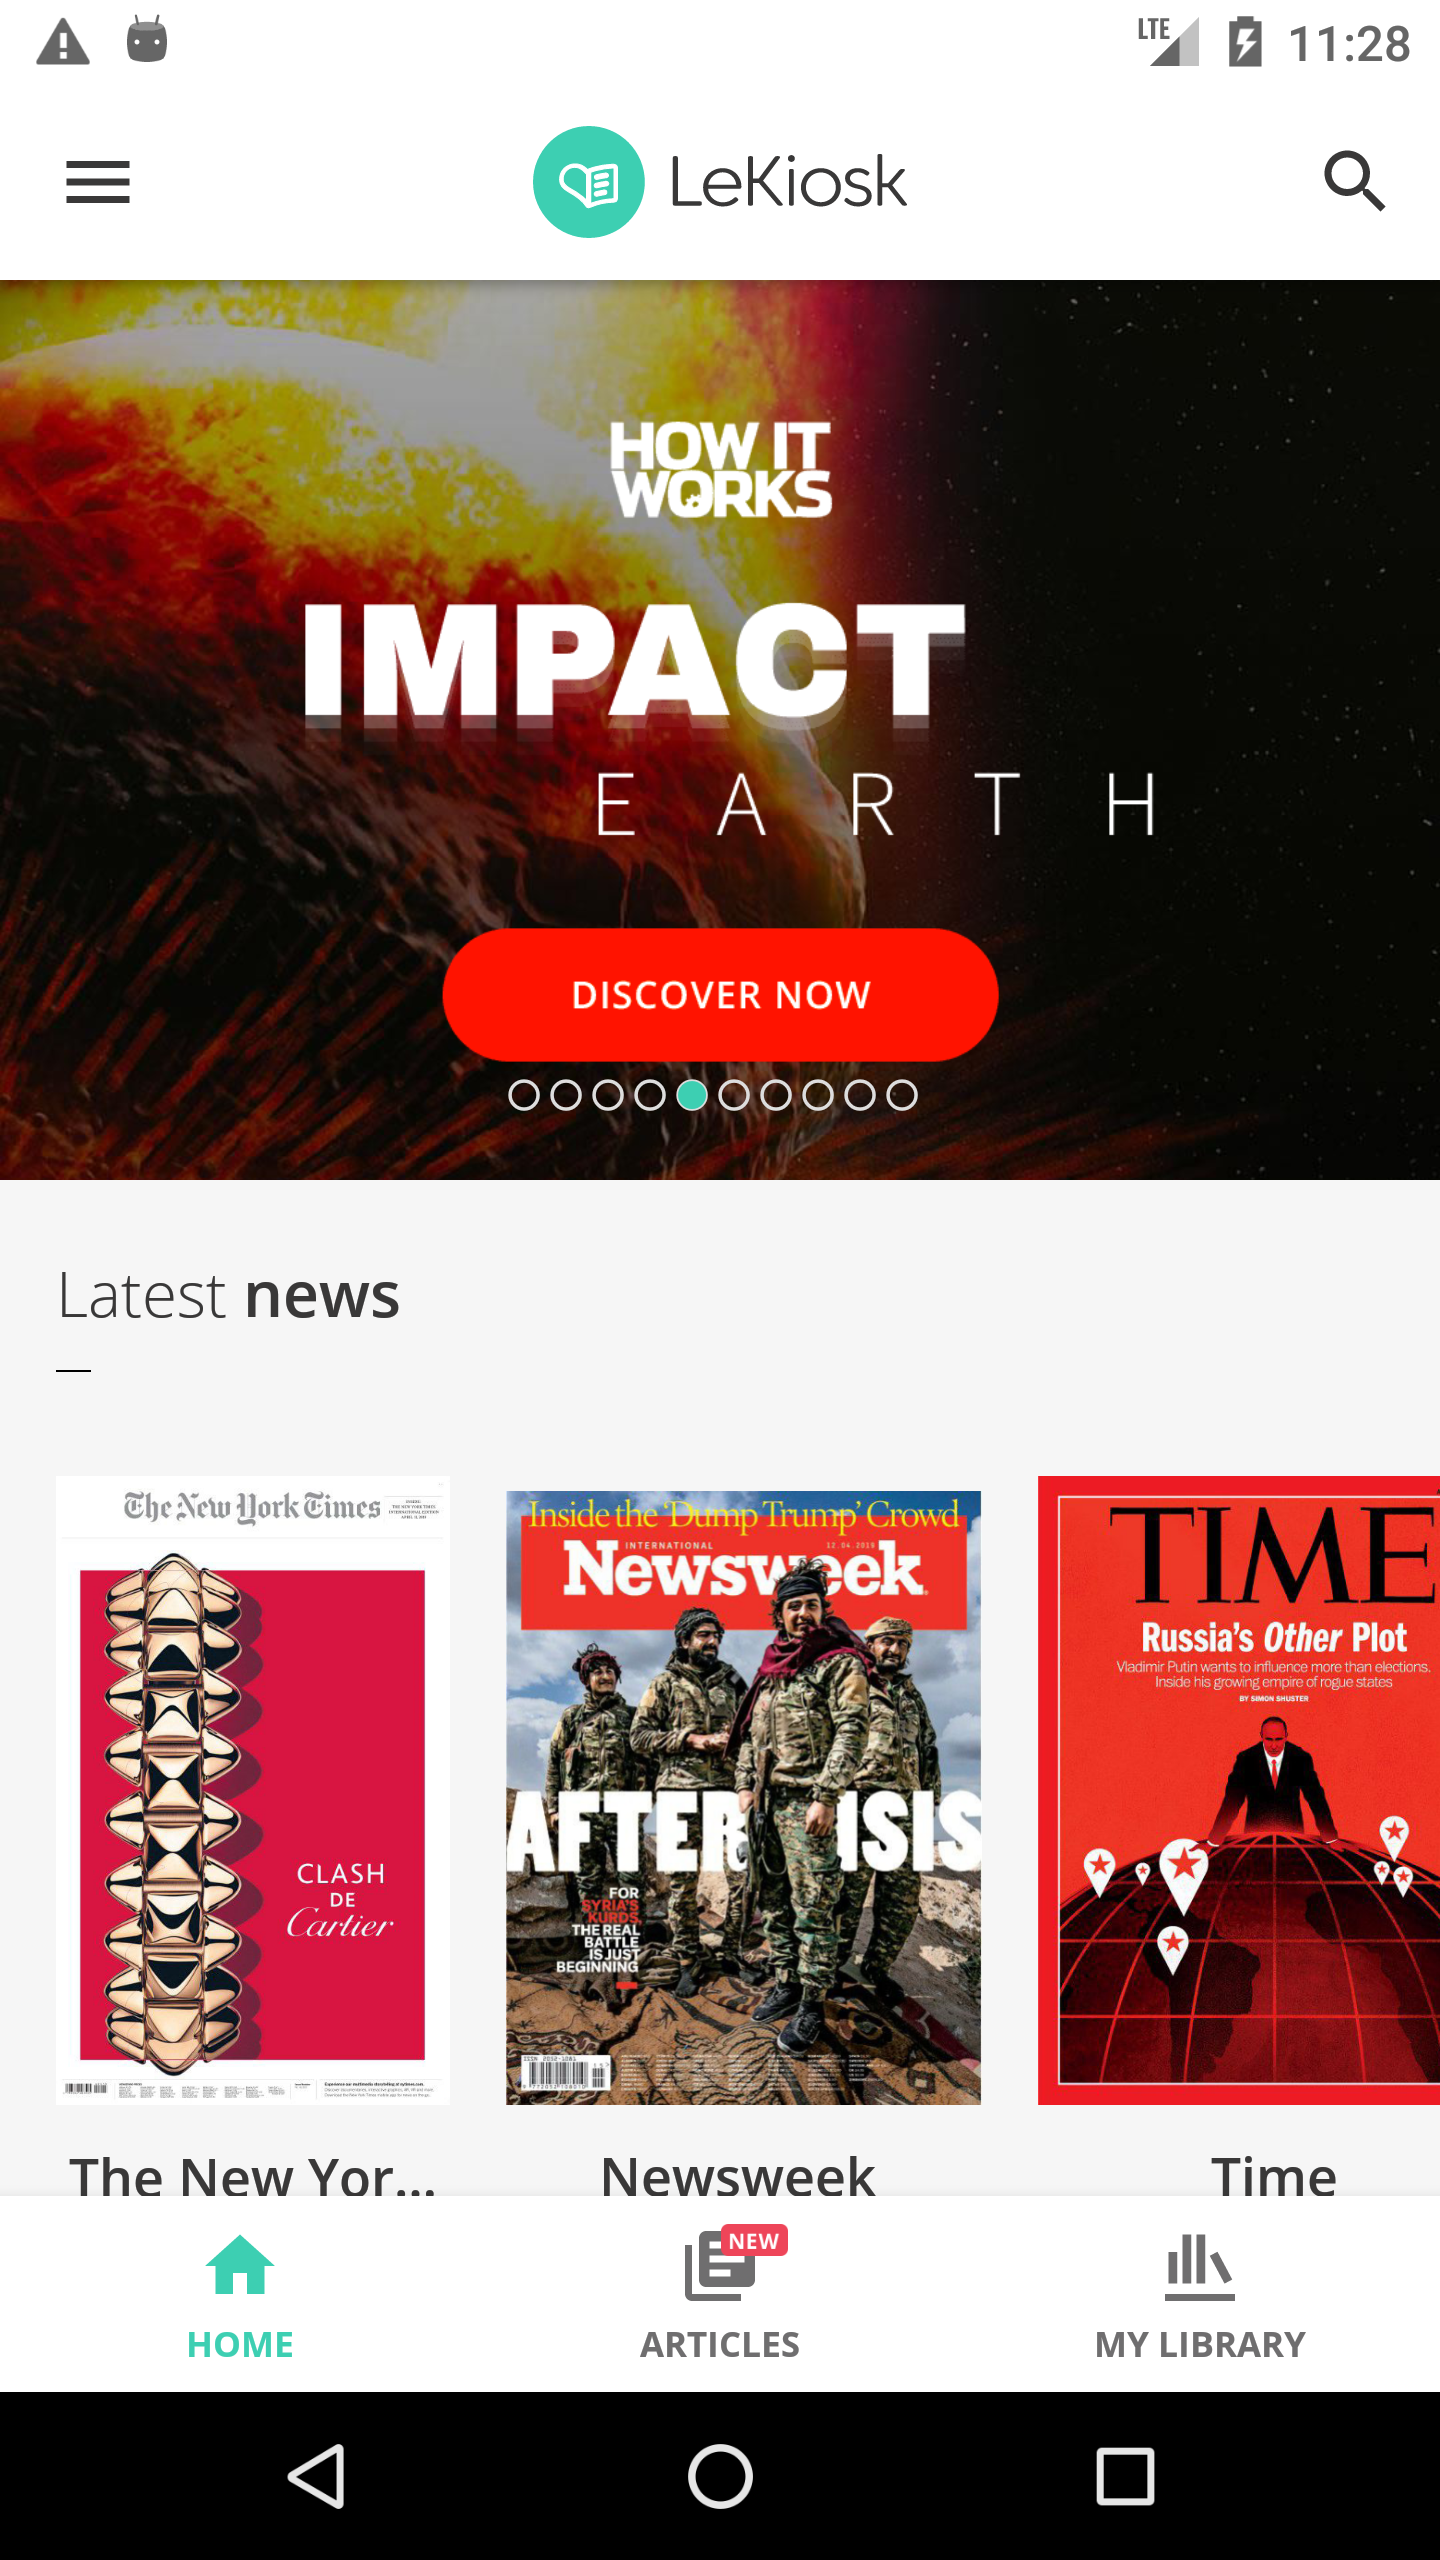 LTE 11:28
LeKiosk
HOW IT
WORKS
IMPACT
EARTH
DISCOVER NOW
Latest news
The New York Times
CLASH
DE
Cartier
Inside the 'Dump Trump' Crowd
INTERNATIONAL 12.04.2019
Newsweek
AFTER ISIS
FOR
SYRIA'S
KURDS,
THE REAL
BATTLE
IS JUST
BEGINNING
TIME
Russia's Other Plot
Vladimir Putin wants to influence more than elections.
Inside his growing empire of rogue states
BY SIMON SHUSTER
The New Yor...
Newsweek
Time
NEW
HOME
ARTICLES
MY LIBRARY